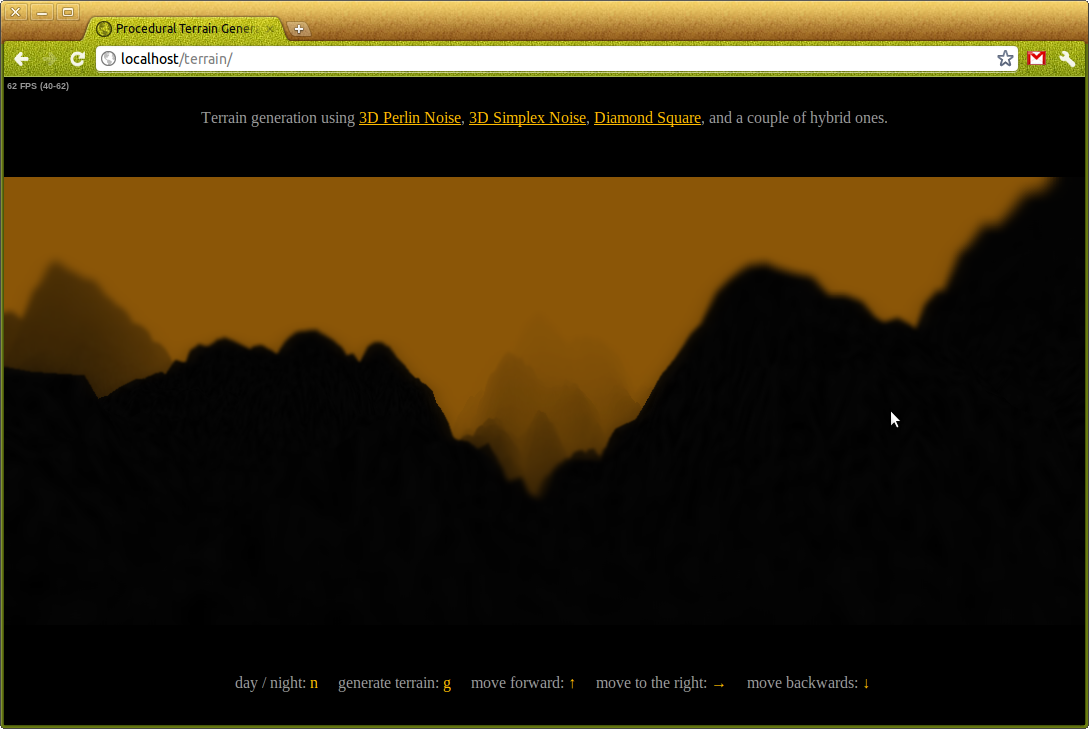 Procedural Terrain Gener
localhost/terrain/
62 FPS (40-62)
Terrain generation using 3D Perlin Noise, 3D Simplex Noise, Diamond Square, and a couple of hybrid ones.
day / night: n generate terrain: g move forward: ↑ move to the right: → move backwards: ↓